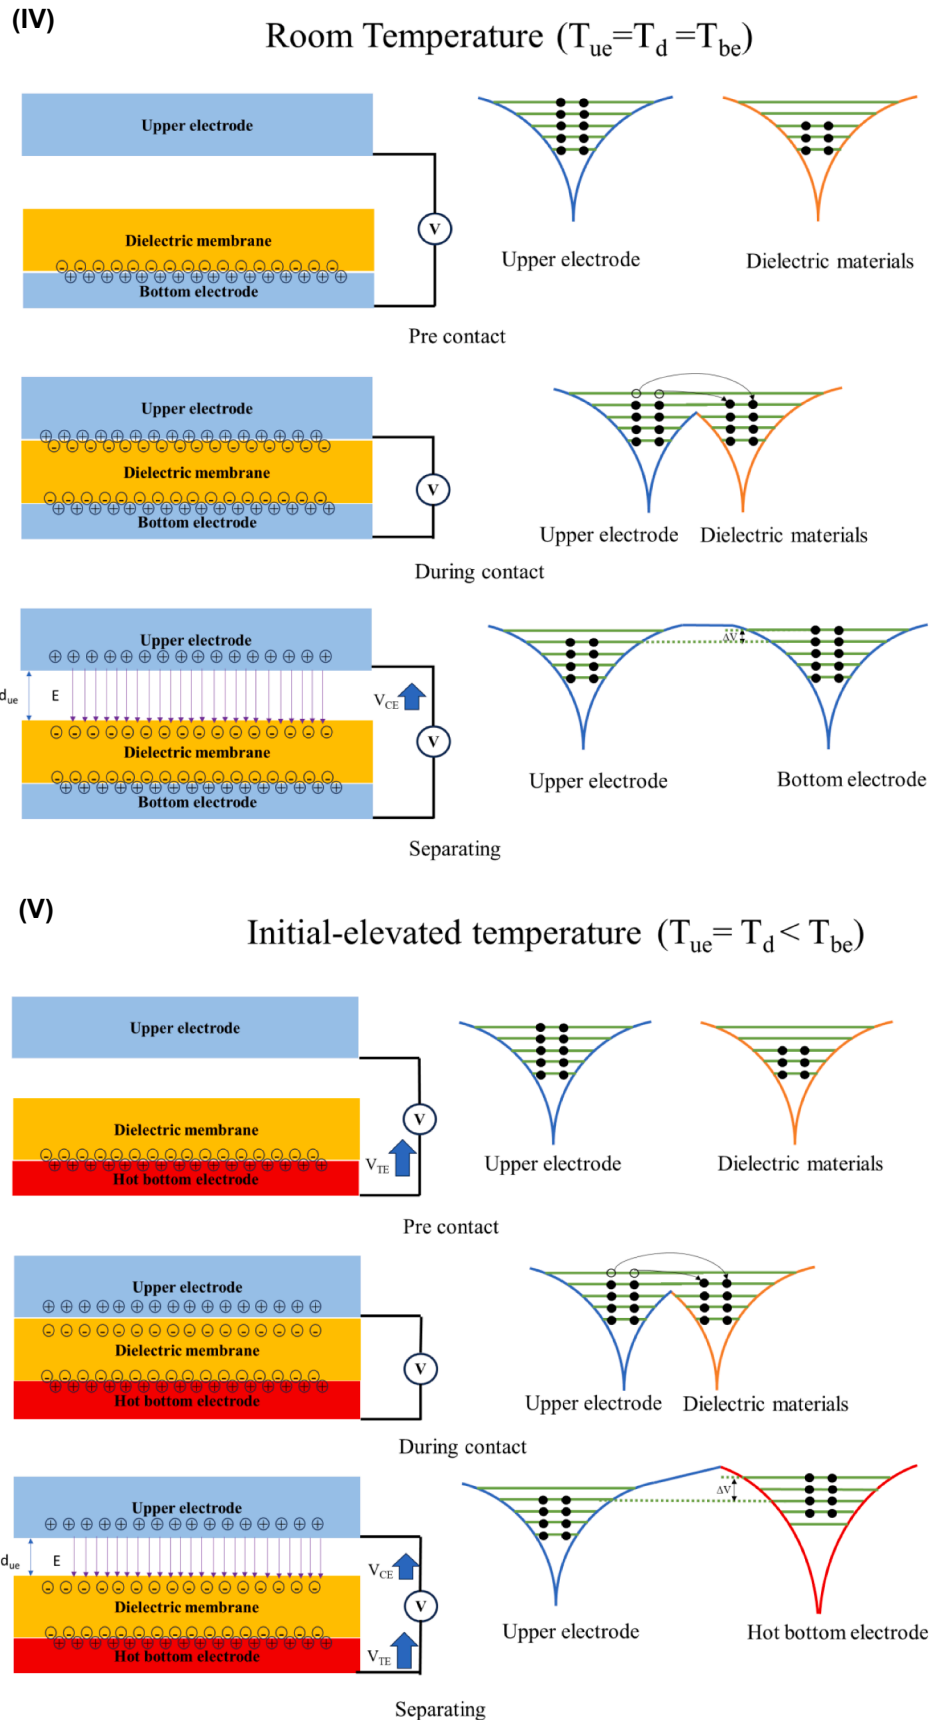 (IV)
Room Temperature (Tue=Td=Tbe)
Upper electrode
Dielectric membrane
Bottom electrode
V
Upper electrode
Dielectric materials
Pre contact
Upper electrode
Dielectric membrane
Bottom electrode
V
Upper electrode
Dielectric materials
During contact
Upper electrode
due
E
Dielectric membrane
Bottom electrode
VCE
V
ΔV
Upper electrode
Bottom electrode
Separating
(V)
Initial-elevated temperature (Tue= Td< Tbe)
Upper electrode
Dielectric membrane
Hot bottom electrode
V
VTE
Upper electrode
Dielectric materials
Pre contact
Upper electrode
Dielectric membrane
Hot bottom electrode
V
Upper electrode
Dielectric materials
During contact
Upper electrode
due
E
Dielectric membrane
Hot bottom electrode
VCE
V
VTE
ΔV
Upper electrode
Hot bottom electrode
Separating